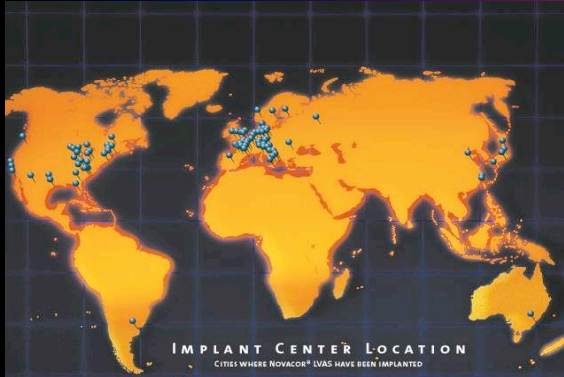 IMPLANT CENTER LOCATION
CITIES WHERE NOVACOR® LVAS HAVE BEEN IMPLANTED